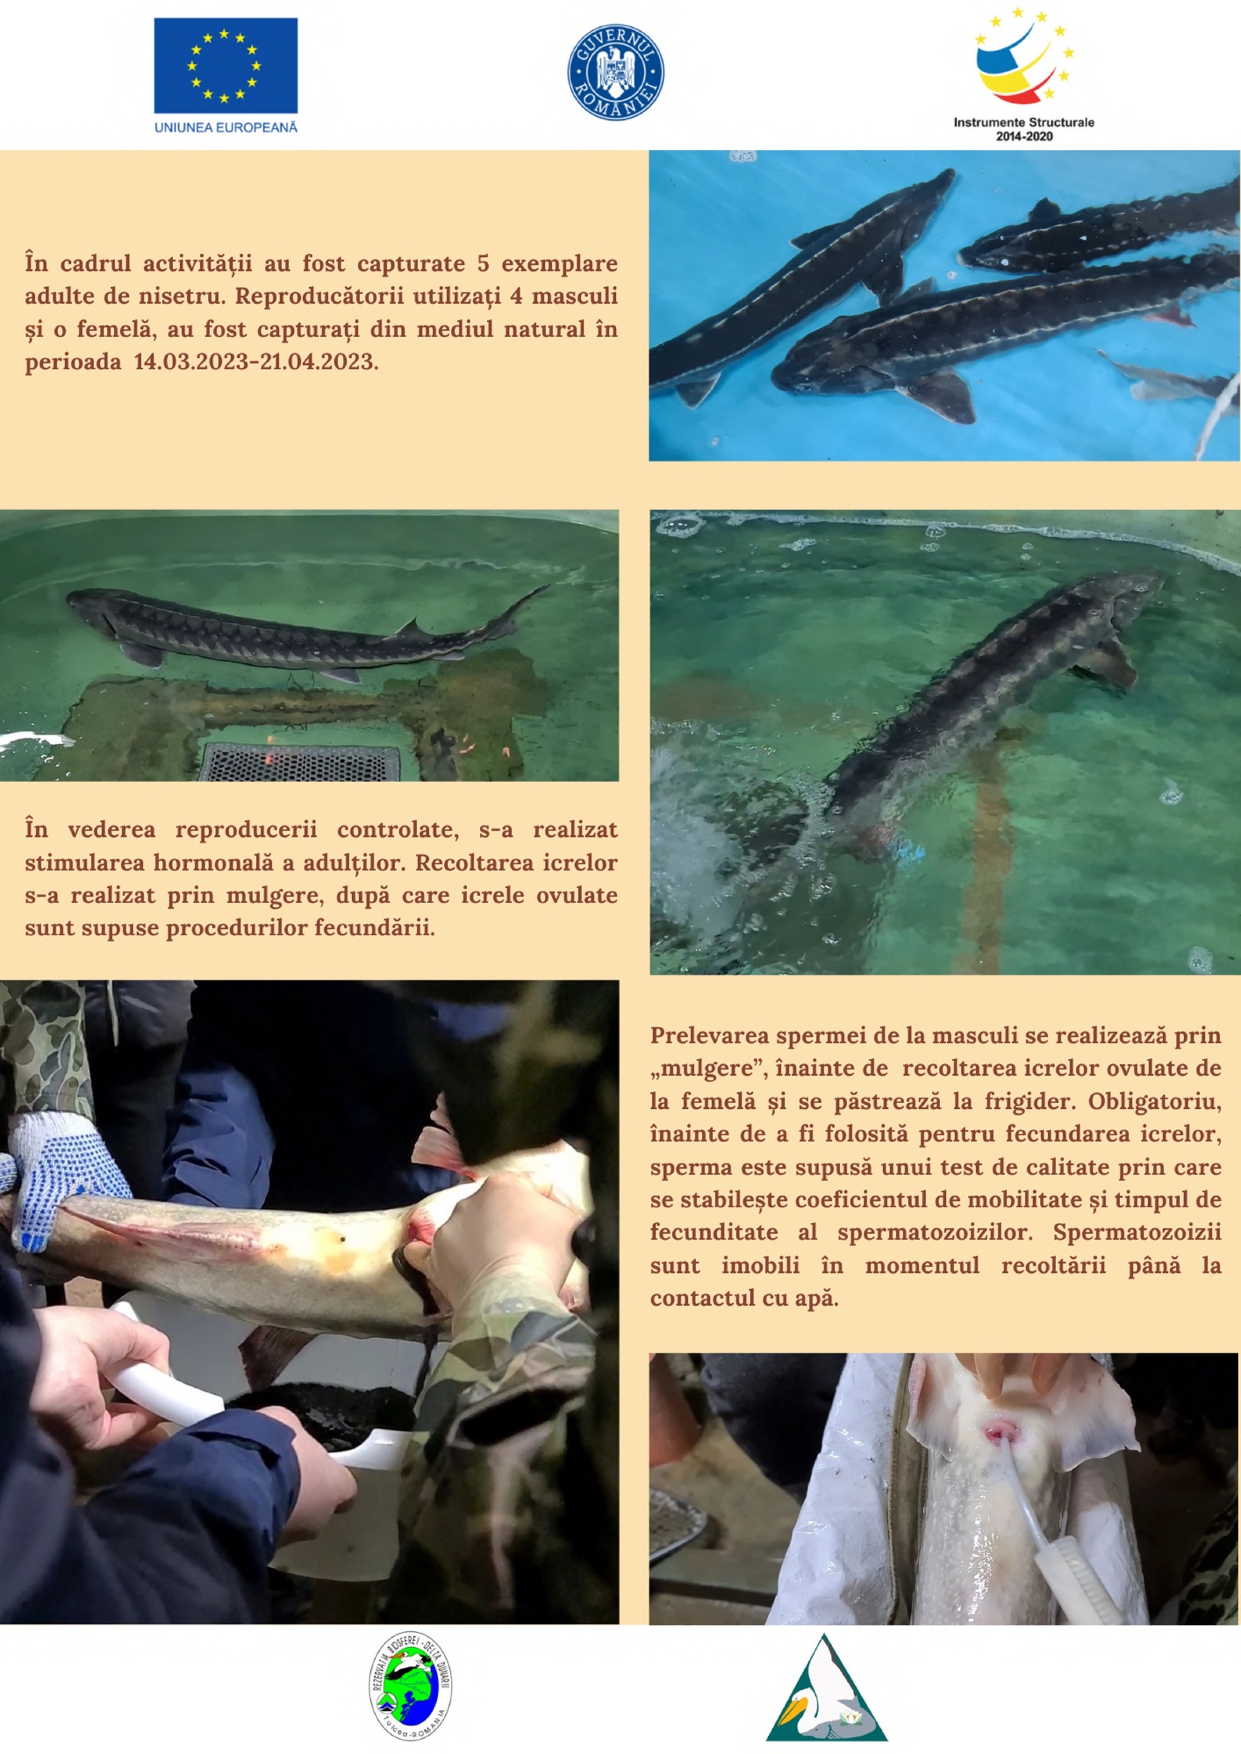 UNIUNEA EUROPEANĂ
GUVERNUL ROMÂNIEI
Instrumente Structurale
2014-2020
În cadrul activității au fost capturate 5 exemplare
adulte de nisetru. Reproducătorii utilizați 4 masculi
și o femelă, au fost capturați din mediul natural în
perioada 14.03.2023-21.04.2023.
În vederea reproducerii controlate, s-a realizat
stimularea hormonală a adulților. Recoltarea icrelor
s-a realizat prin mulgere, după care icrele ovulate
sunt supuse procedurilor fecundării.
Prelevarea spermei de la masculi se realizează prin
„mulgere”, înainte de recoltarea icrelor ovulate de
la femelă și se păstrează la frigider. Obligatoriu,
înainte de a fi folosită pentru fecundarea icrelor,
sperma este supusă unui test de calitate prin care
se stabilește coeficientul de mobilitate și timpul de
fecunditate al spermatozoizilor. Spermatozoizii
sunt imobili în momentul recoltării până la
contactul cu apă.
REZERVAȚIA BIOSFEREI - DELTA DUNĂRII
Tulcea-ROMANIA